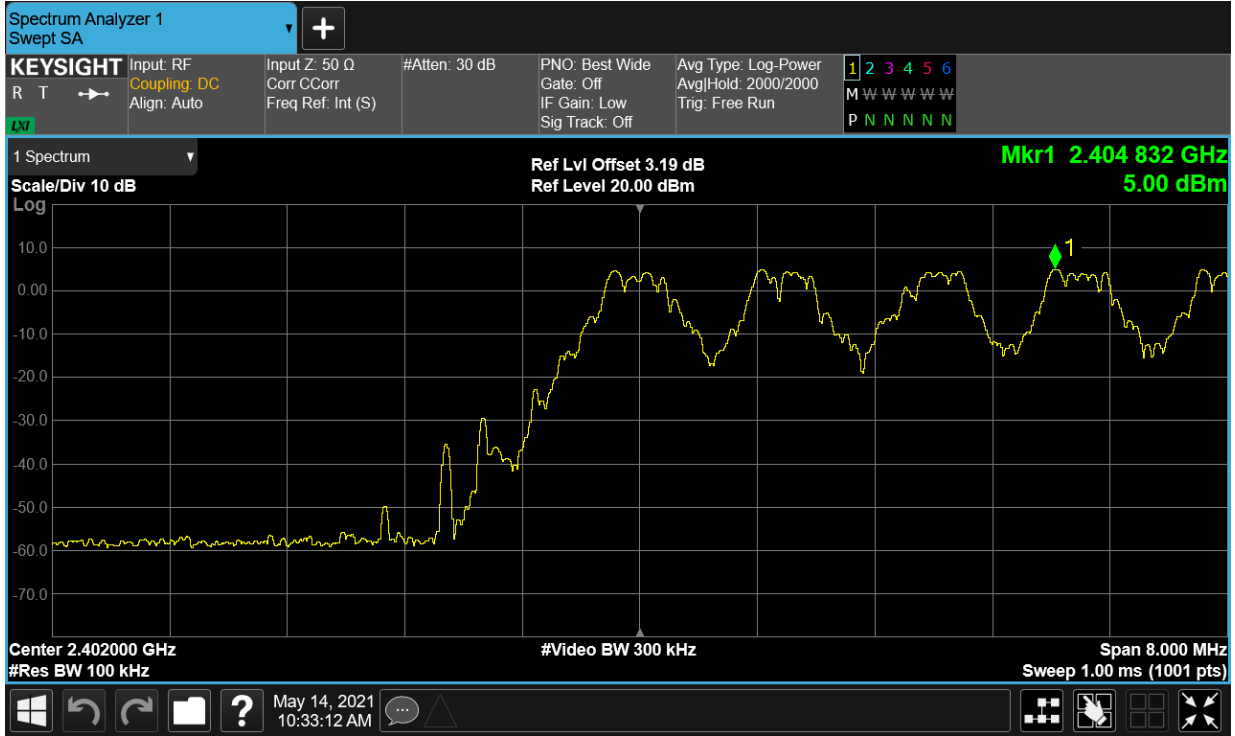 Spectrum Analyzer 1
Swept SA
KEYSIGHT
R T
LXI
Input: RF
Coupling: DC
Align: Auto
Input Z: 50 Ω
Corr CCorr
Freq Ref: Int (S)
#Atten: 30 dB
PNO: Best Wide
Gate: Off
IF Gain: Low
Sig Track: Off
Avg Type: Log-Power
Avg|Hold: 2000/2000
Trig: Free Run
1 2 3 4 5 6
M W W W W W
P N N N N N
1 Spectrum
Scale/Div 10 dB
Ref Lvl Offset 3.19 dB
Ref Level 20.00 dBm
Mkr1 2.404 832 GHz
5.00 dBm
Log
10.0
0.00
-10.0
-20.0
-30.0
-40.0
-50.0
-60.0
-70.0
1
Center 2.402000 GHz
#Res BW 100 kHz
#Video BW 300 kHz
Span 8.000 MHz
Sweep 1.00 ms (1001 pts)
?
May 14, 2021
10:33:12 AM